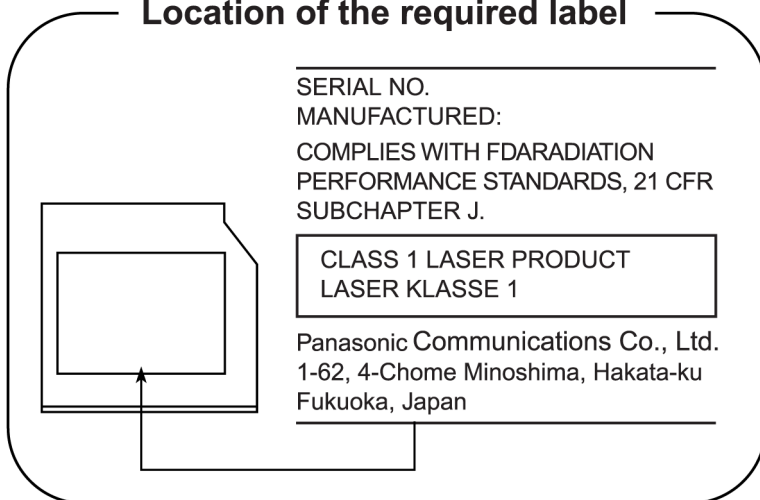 Location of the required label
SERIAL NO.
MANUFACTURED:
COMPLIES WITH FDARADIATION
PERFORMANCE STANDARDS, 21 CFR
SUBCHAPTER J.
CLASS 1 LASER PRODUCT
LASER KLASSE 1
Panasonic Communications Co., Ltd.
1-62, 4-Chome Minoshima, Hakata-ku
Fukuoka, Japan